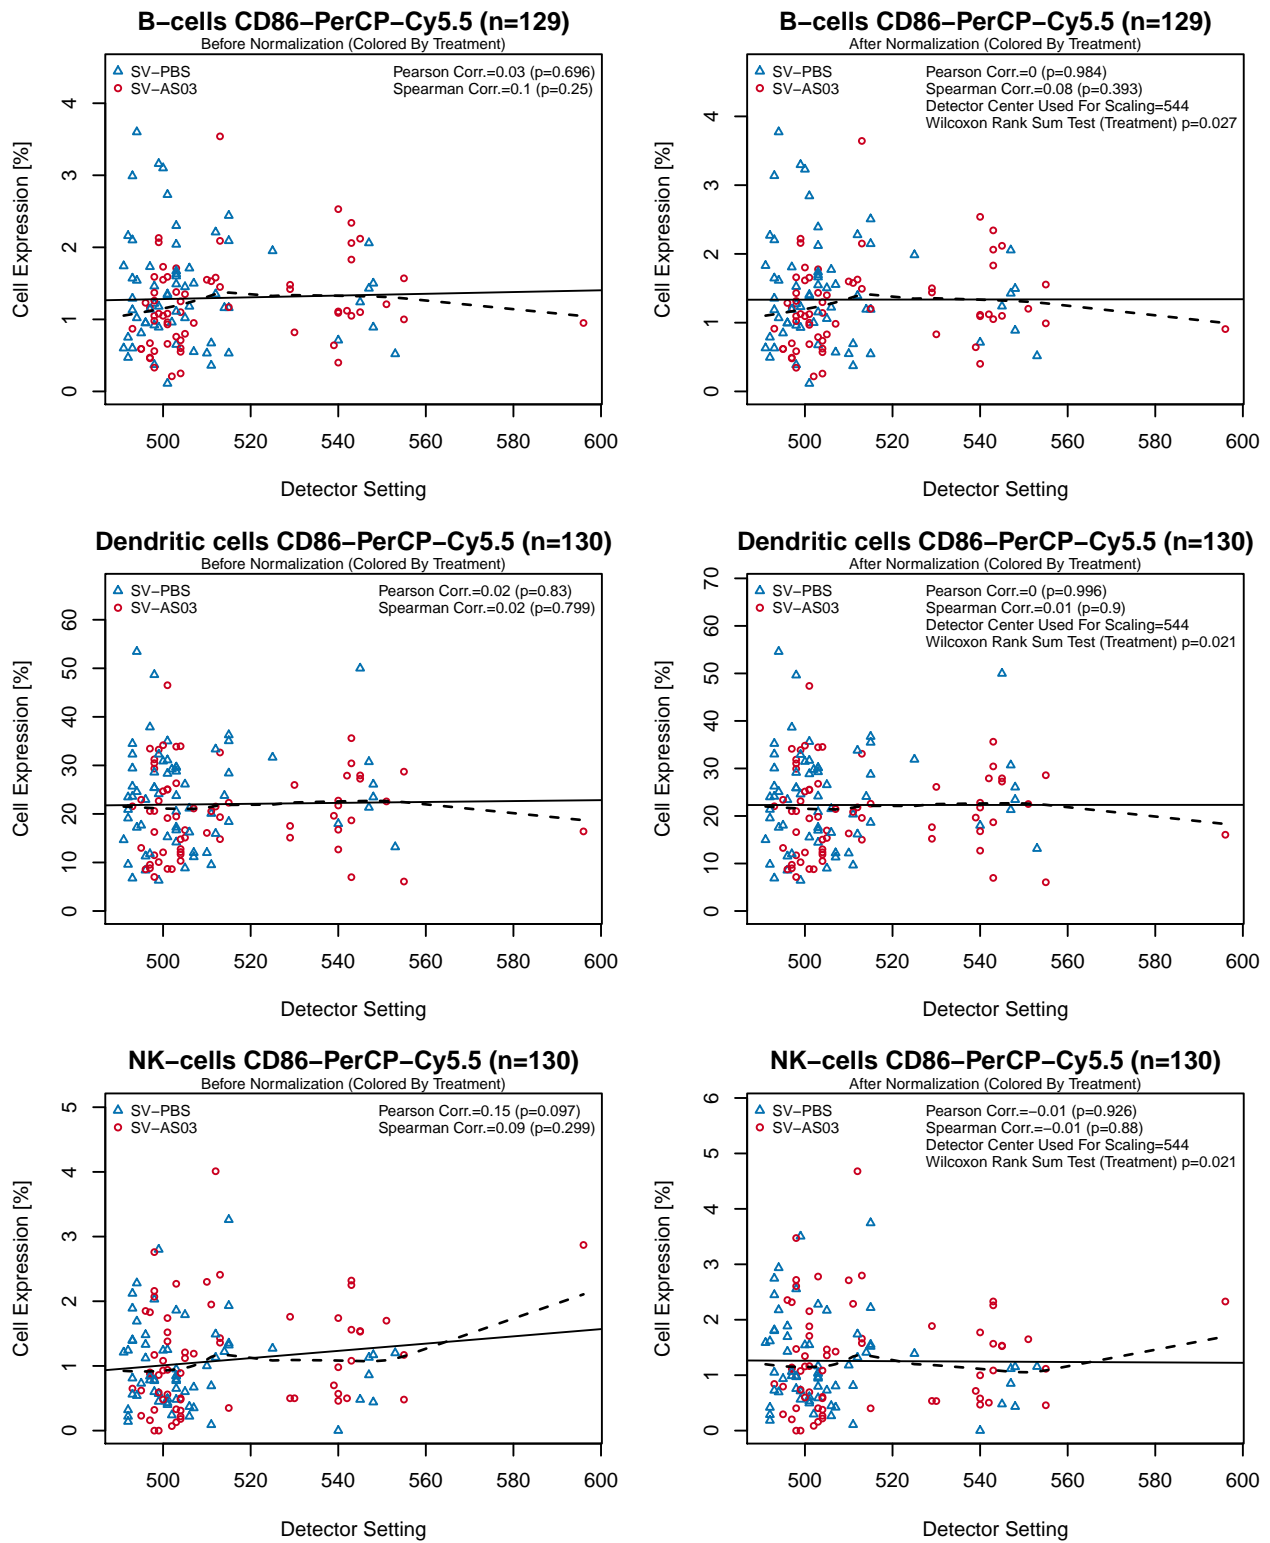 B−cells CD86−PerCP−Cy5.5 (n=129)
Before Normalization (Colored By Treatment)
SV−PBS
SV−AS03
Pearson Corr.=0.03 (p=0.696)
Spearman Corr.=0.1 (p=0.25)
Cell Expression [%]
0 1 2 3 4
500 520 540 560 580 600
Detector Setting
B−cells CD86−PerCP−Cy5.5 (n=129)
After Normalization (Colored By Treatment)
SV−PBS
SV−AS03
Pearson Corr.=0 (p=0.984)
Spearman Corr.=0.08 (p=0.393)
Detector Center Used For Scaling=544
Wilcoxon Rank Sum Test (Treatment) p=0.027
Cell Expression [%]
0 1 2 3 4
500 520 540 560 580 600
Detector Setting
Dendritic cells CD86−PerCP−Cy5.5 (n=130)
Before Normalization (Colored By Treatment)
SV−PBS
SV−AS03
Pearson Corr.=0.02 (p=0.83)
Spearman Corr.=0.02 (p=0.799)
Cell Expression [%]
0 10 20 30 40 50 60
500 520 540 560 580 600
Detector Setting
Dendritic cells CD86−PerCP−Cy5.5 (n=130)
After Normalization (Colored By Treatment)
SV−PBS
SV−AS03
Pearson Corr.=0 (p=0.996)
Spearman Corr.=0.01 (p=0.9)
Detector Center Used For Scaling=544
Wilcoxon Rank Sum Test (Treatment) p=0.021
Cell Expression [%]
0 10 20 30 40 50 60 70
500 520 540 560 580 600
Detector Setting
NK−cells CD86−PerCP−Cy5.5 (n=130)
Before Normalization (Colored By Treatment)
SV−PBS
SV−AS03
Pearson Corr.=0.15 (p=0.097)
Spearman Corr.=0.09 (p=0.299)
Cell Expression [%]
0 1 2 3 4 5
500 520 540 560 580 600
Detector Setting
NK−cells CD86−PerCP−Cy5.5 (n=130)
After Normalization (Colored By Treatment)
SV−PBS
SV−AS03
Pearson Corr.=−0.01 (p=0.926)
Spearman Corr.=−0.01 (p=0.88)
Detector Center Used For Scaling=544
Wilcoxon Rank Sum Test (Treatment) p=0.021
Cell Expression [%]
0 1 2 3 4 5 6
500 520 540 560 580 600
Detector Setting